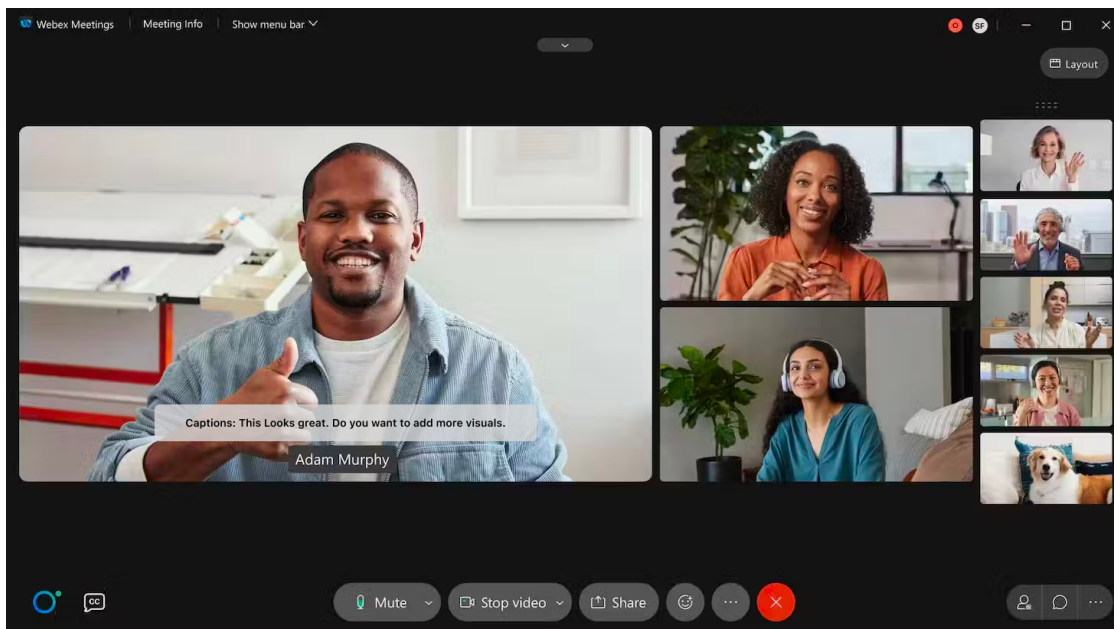 Webex Meetings
Meeting Info
Show menu bar
SF
Layout
Captions: This Looks great. Do you want to add more visuals.
Adam Murphy
CC
Mute
Stop video
Share